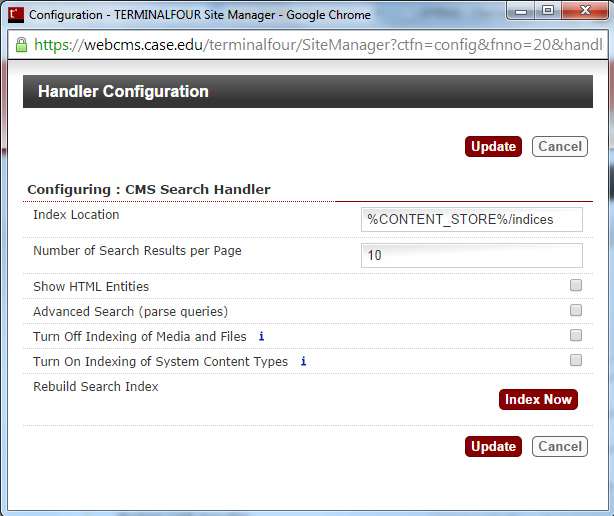 Configuration - TERMINALFOUR Site Manager - Google Chrome
https://webcms.case.edu/terminalfour/SiteManager?ctfn=config&fnno=20&handl
Handler Configuration
Update Cancel
Configuring : CMS Search Handler
Index Location %CONTENT_STORE%/indices
Number of Search Results per Page 10
Show HTML Entities
Advanced Search (parse queries)
Turn Off Indexing of Media and Files i
Turn On Indexing of System Content Types i
Rebuild Search Index
Index Now
Update Cancel